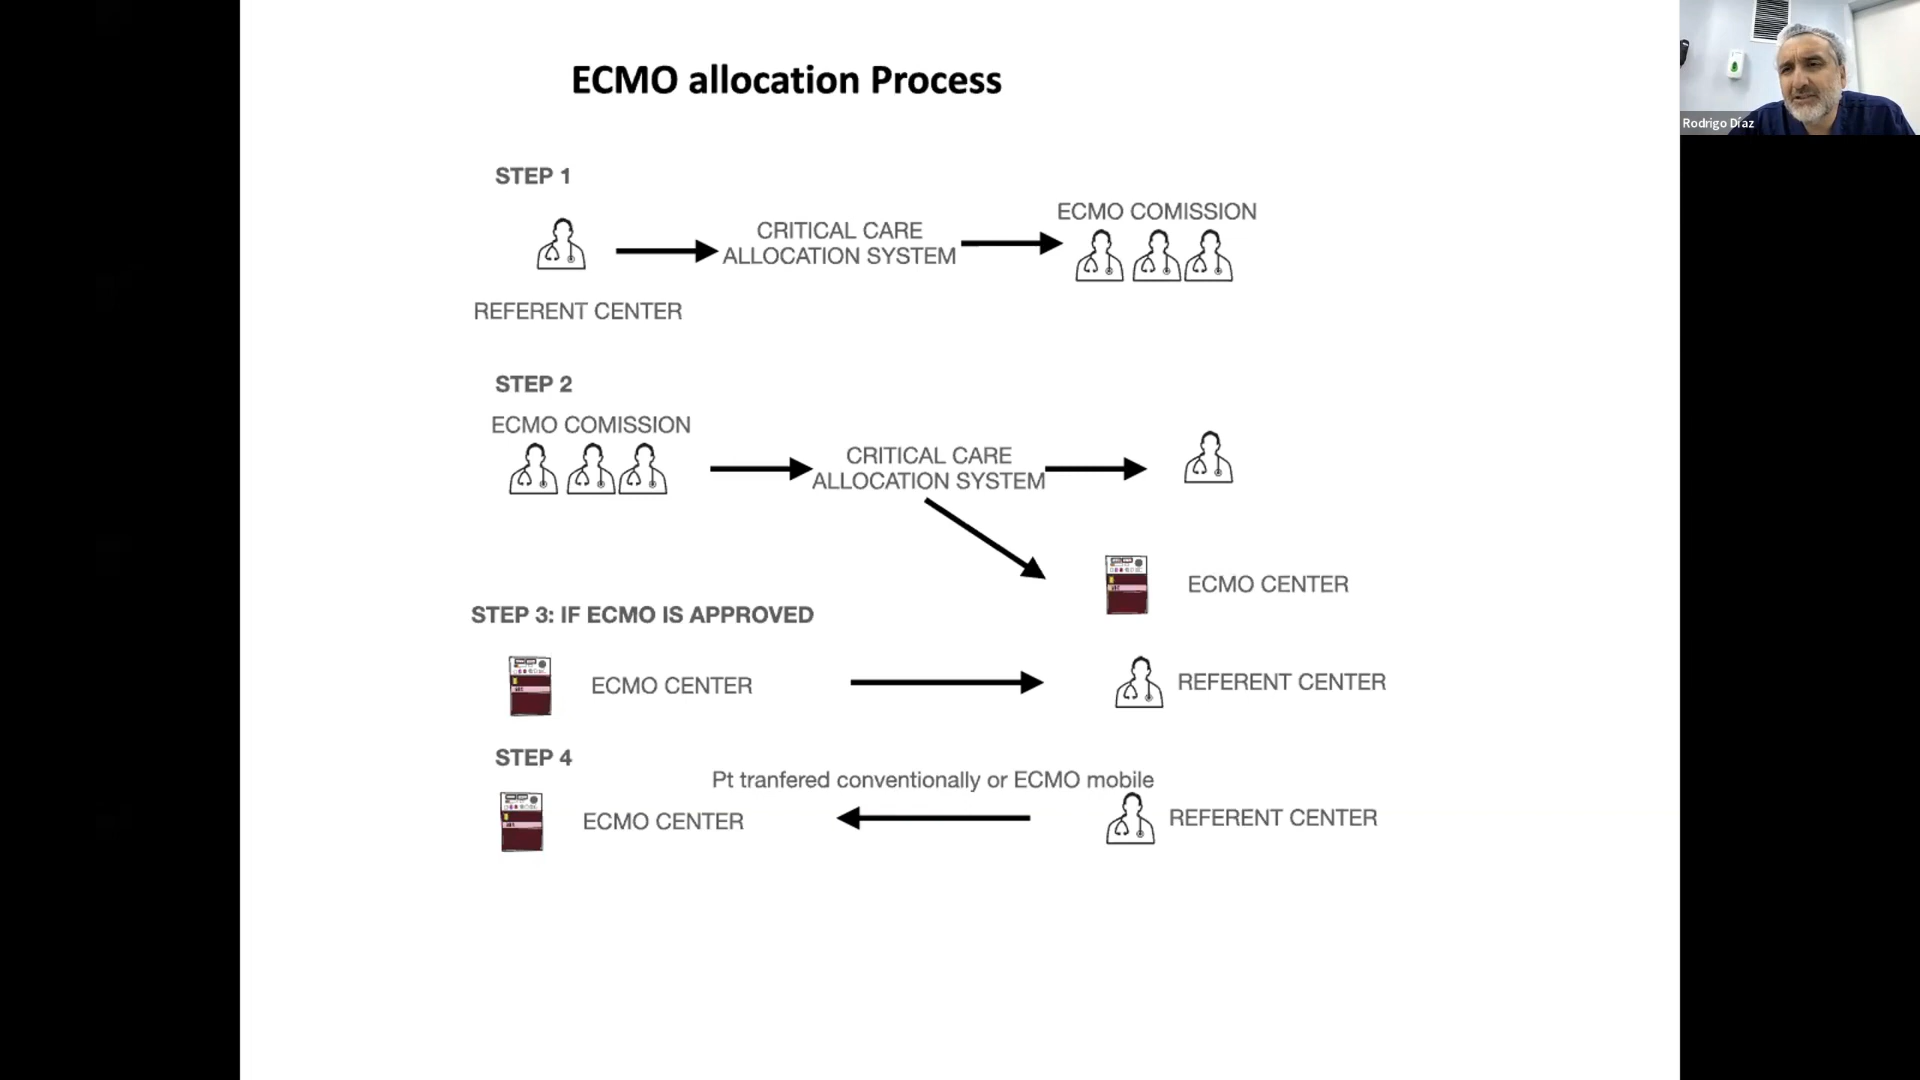 ECMO allocation Process
Rodrigo Díaz
STEP 1
CRITICAL CARE
ALLOCATION SYSTEM
ECMO COMISSION
REFERENT CENTER
STEP 2
ECMO COMISSION
CRITICAL CARE
ALLOCATION SYSTEM
ECMO CENTER
STEP 3: IF ECMO IS APPROVED
ECMO CENTER
REFERENT CENTER
STEP 4
Pt tranfered conventionally or ECMO mobile
ECMO CENTER
REFERENT CENTER